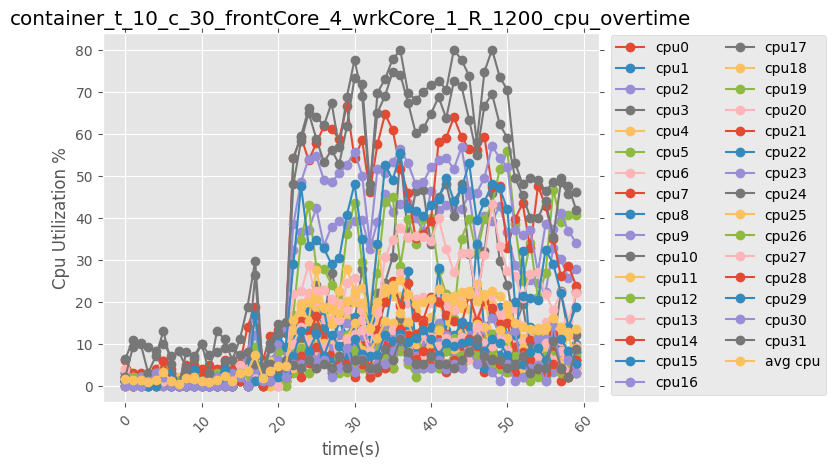 container_t_10_c_30_frontCore_4_wrkCore_1_R_1200_cpu_overtime
Cpu Utilization %
80
70
60
50
40
30
20
10
0
0
10
20
30
40
50
60
time(s)
cpu0
cpu1
cpu2
cpu3
cpu4
cpu5
cpu6
cpu7
cpu8
cpu9
cpu10
cpu11
cpu12
cpu13
cpu14
cpu15
cpu16
cpu17
cpu18
cpu19
cpu20
cpu21
cpu22
cpu23
cpu24
cpu25
cpu26
cpu27
cpu28
cpu29
cpu30
cpu31
avg cpu